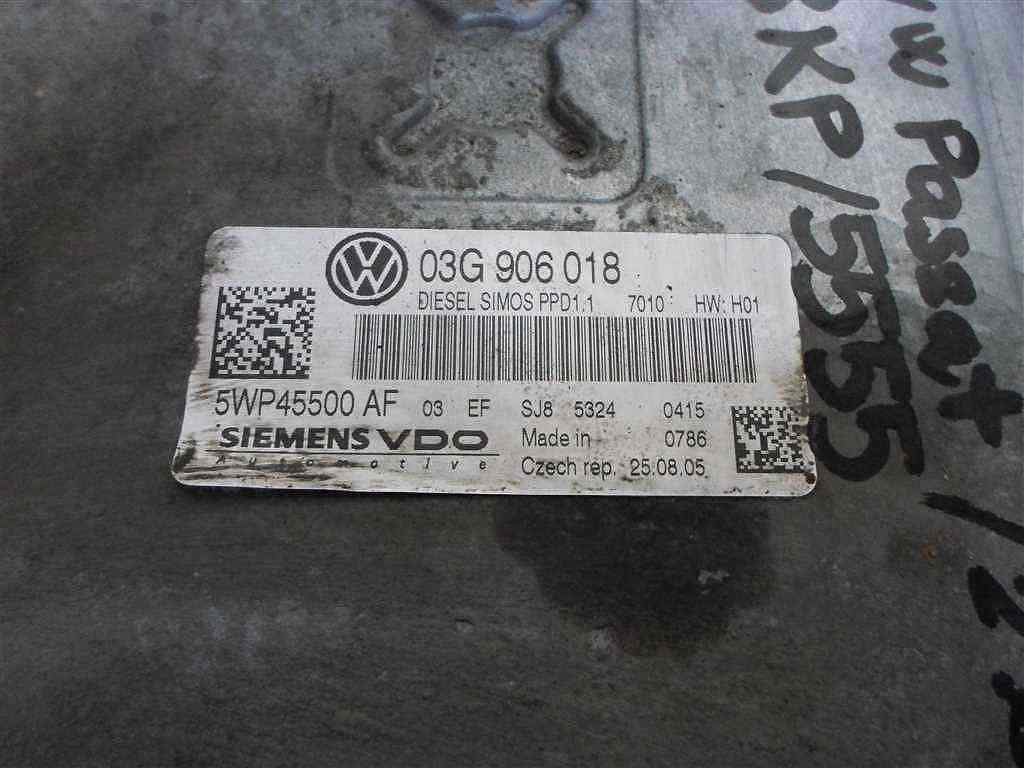 03G 906 018
DIESEL SIMOS PPD1.1 7010 HW: H01
5WP45500 AF 03 EF SJ8 5324 0415
SIEMENS VDO Made in 0786
Automotive Czech rep. 25.08.05
VW Passat
BKP/1555